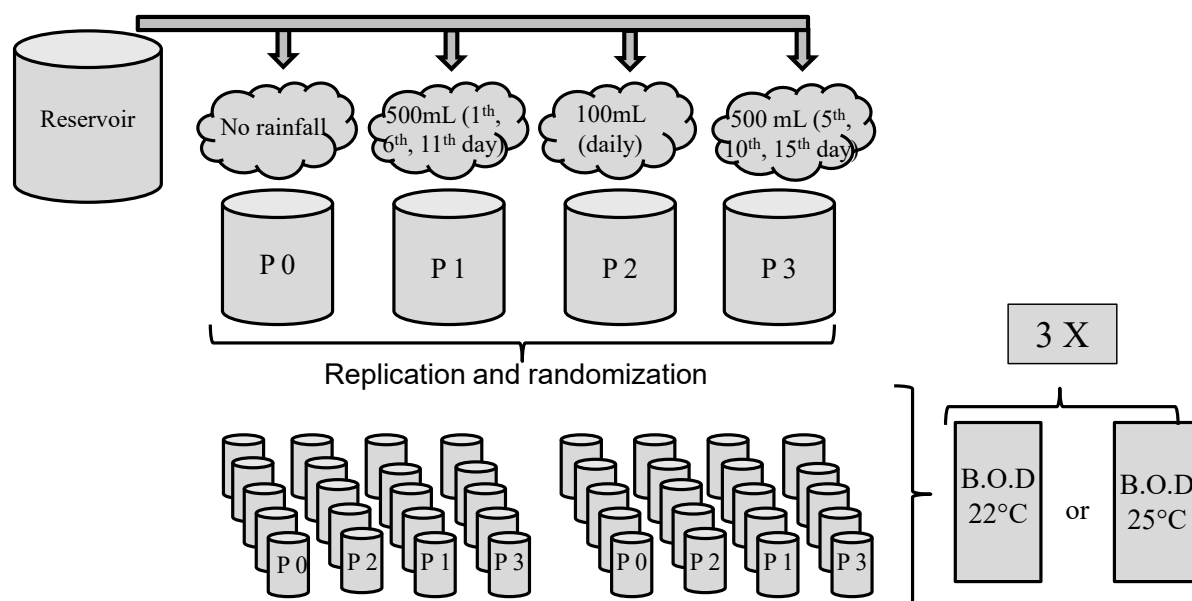 Reservoir
No rainfall
500mL (1th,
6th, 11th day)
100mL
(daily)
500 mL (5th,
10th, 15th day)
P 0
P 1
P 2
P 3
3 X
Replication and randomization
P 0
P 2
P 1
P 3
P 0
P 2
P 1
P 3
B.O.D
22°C
or
B.O.D
25°C